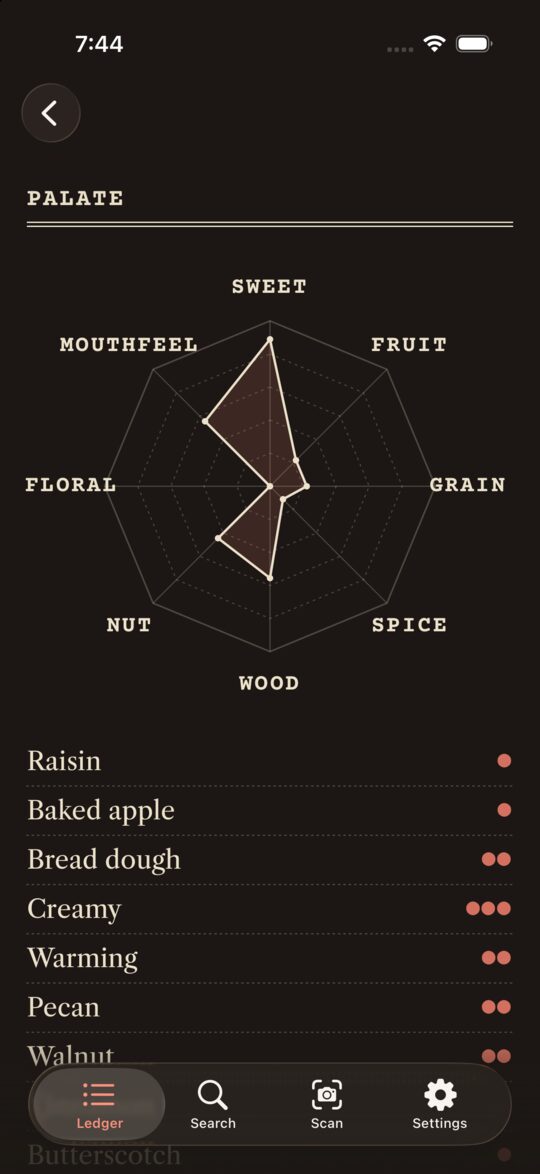 7:44
PALATE
SWEET
MOUTHFEEL
FRUIT
FLORAL
GRAIN
NUT
SPICE
WOOD
Raisin
Baked apple
Bread dough
Creamy
Warming
Pecan
Walnut
Ledger
Search
Scan
Settings
Butterscotch